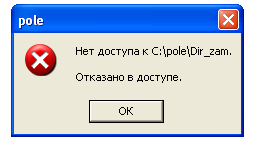 pole
Нет доступа к C:\pole\Dir_zam.
Отказано в доступе.
OK